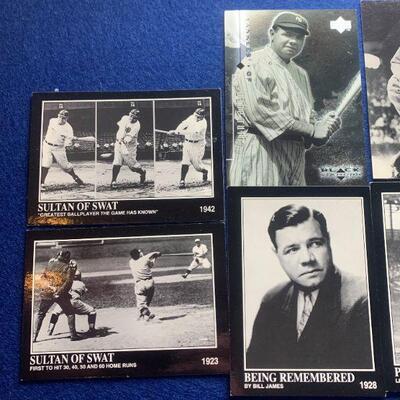 SULTAN OF SWAT
"GREATEST BALLPLAYER THE GAME HAS KNOWN"
1942
SULTAN OF SWAT
FIRST TO HIT 30, 40, 50 AND 60 HOME RUNS
1923
BLACK
BEING REMEMBERED
BY BILL JAMES
1928